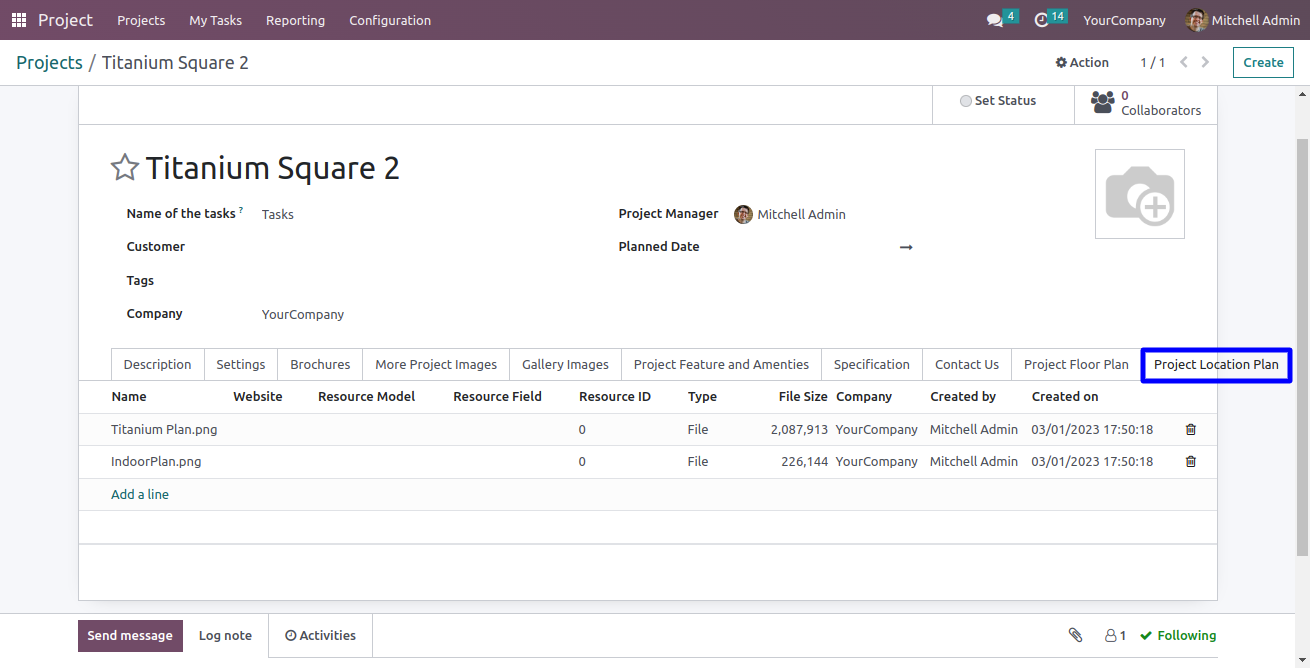 Project Projects My Tasks Reporting Configuration 4 14 YourCompany Mitchell Admin
Projects / Titanium Square 2 Action 1 / 1 Create
Set Status 0 Collaborators
Titanium Square 2
Name of the tasks ? Tasks Project Manager Mitchell Admin
Customer Planned Date →
Tags
Company YourCompany
Description Settings Brochures More Project Images Gallery Images Project Feature and Amenties Specification Contact Us Project Floor Plan Project Location Plan
Name Website Resource Model Resource Field Resource ID Type File Size Company Created by Created on
Titanium Plan.png 0 File 2,087,913 YourCompany Mitchell Admin 03/01/2023 17:50:18
IndoorPlan.png 0 File 226,144 YourCompany Mitchell Admin 03/01/2023 17:50:18
Add a line
Send message Log note Activities 1 Following